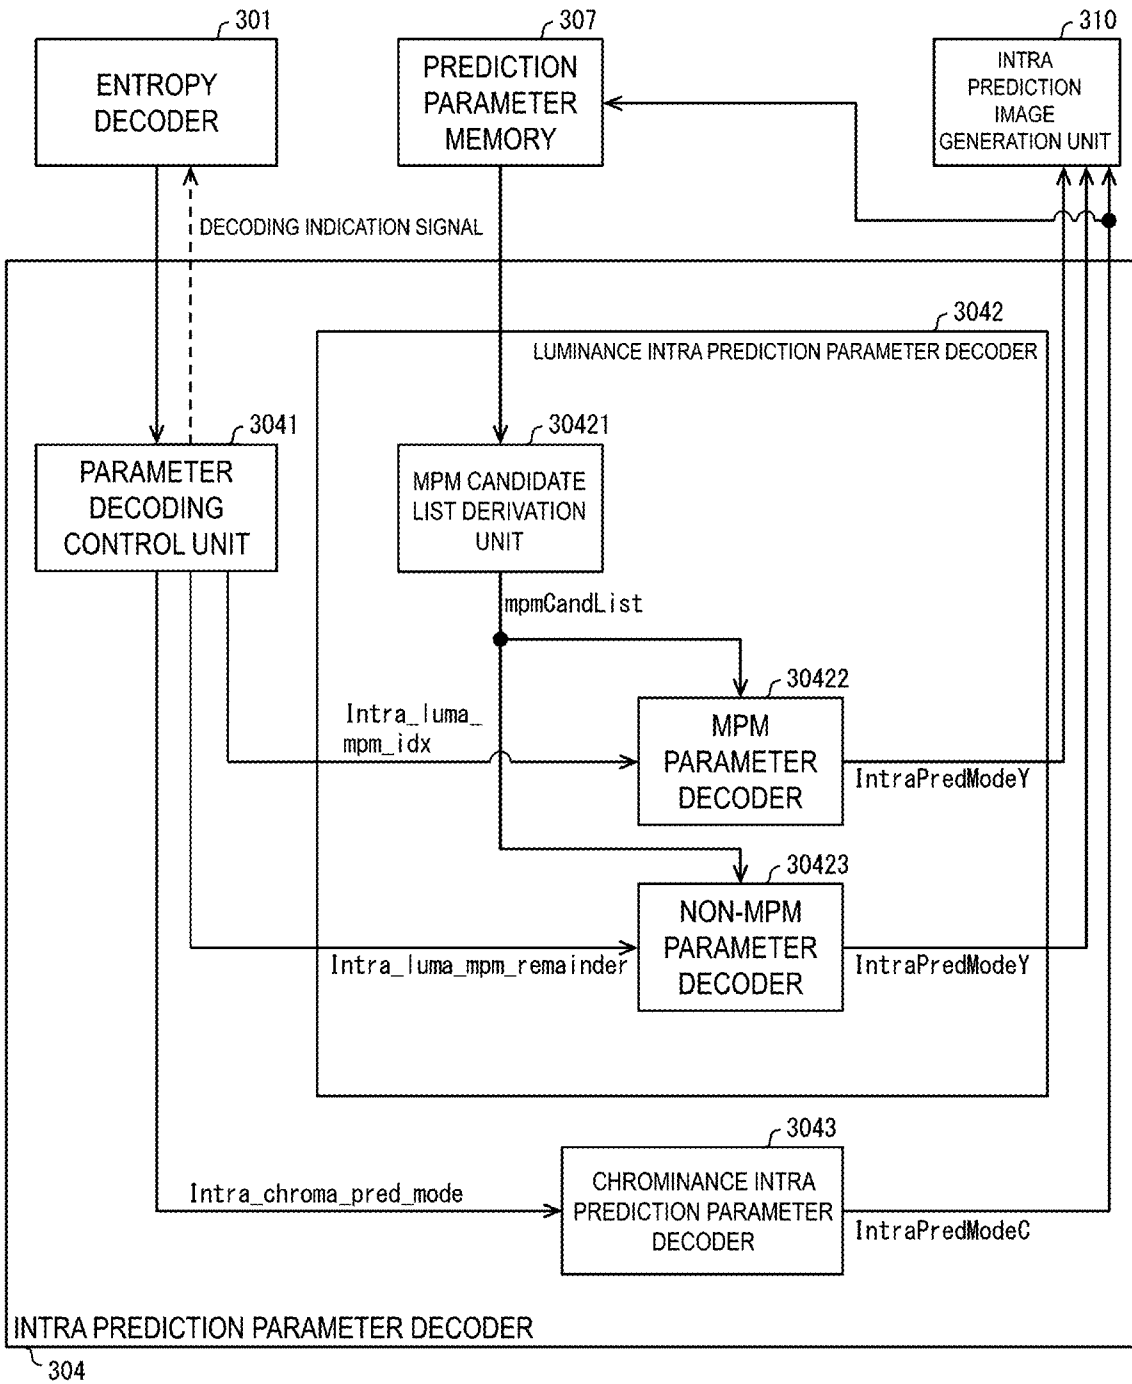 301
ENTROPY
DECODER
307
PREDICTION
PARAMETER
MEMORY
310
INTRA
PREDICTION
IMAGE
GENERATION UNIT
DECODING INDICATION SIGNAL
3042
LUMINANCE INTRA PREDICTION PARAMETER DECODER
3041
PARAMETER
DECODING
CONTROL UNIT
30421
MPM CANDIDATE
LIST DERIVATION
UNIT
mpmCandList
Intra_luma_
mpm_idx
30422
MPM
PARAMETER
DECODER
IntraPredModeY
30423
NON-MPM
PARAMETER
DECODER
Intra_luma_mpm_remainder
IntraPredModeY
3043
CHROMINANCE INTRA
PREDICTION PARAMETER
DECODER
Intra_chroma_pred_mode
IntraPredModeC
INTRA PREDICTION PARAMETER DECODER
304